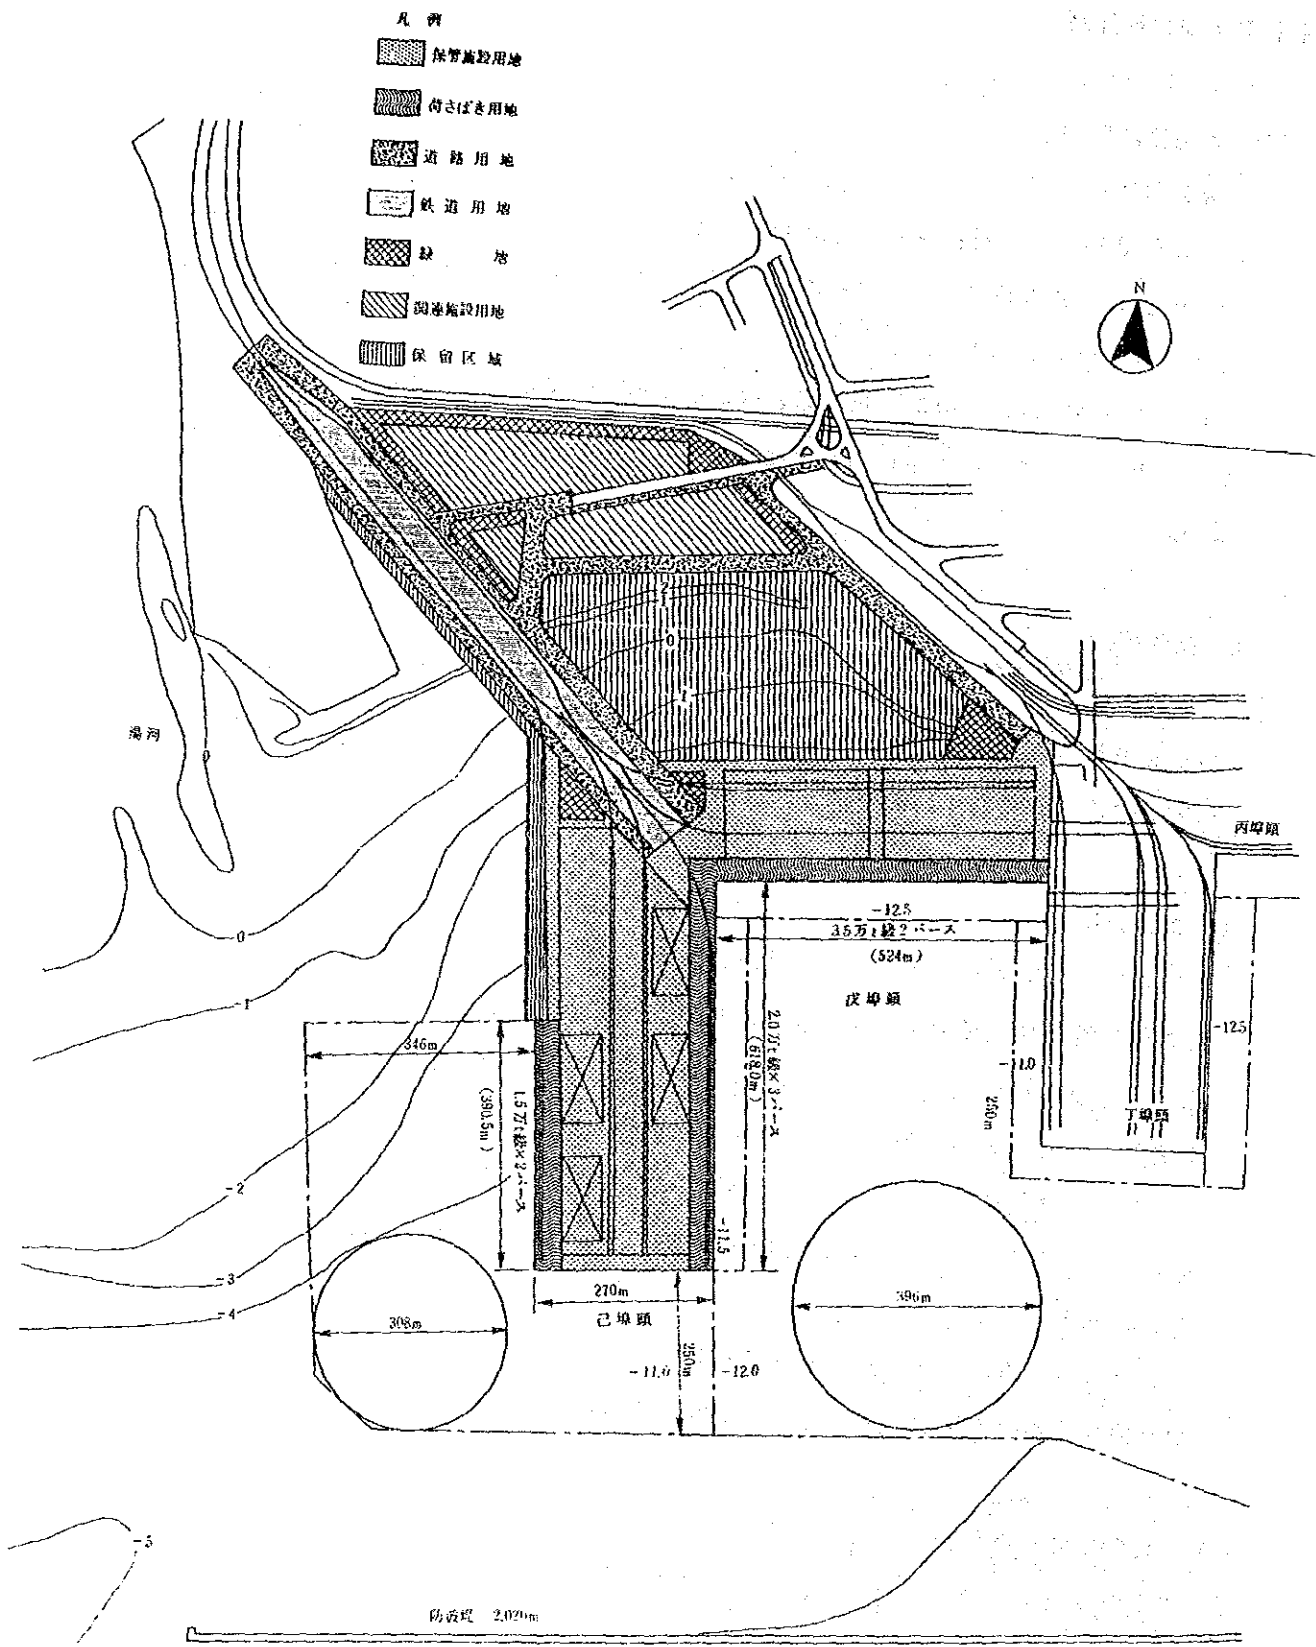 凡例
保管施設用地
荷さばき用地
道路用地
鉄道用地
緑地
関連施設用地
保留区域
N
2
1
0
-1
湯河
0
丙埠頭
0
-1
-2
-3
-4
-5
-12.5
3.5万t級2バース
(524m)
戊埠頭
2.0万t級×3バース
(618.0m)
-12.5
-11.0
250m
丁埠頭
346m
1.5万t級×2バース
(390.5m)
-11.5
270m
己埠頭
308m
396m
250m
-11.0
-12.0
防波堤 2,020m